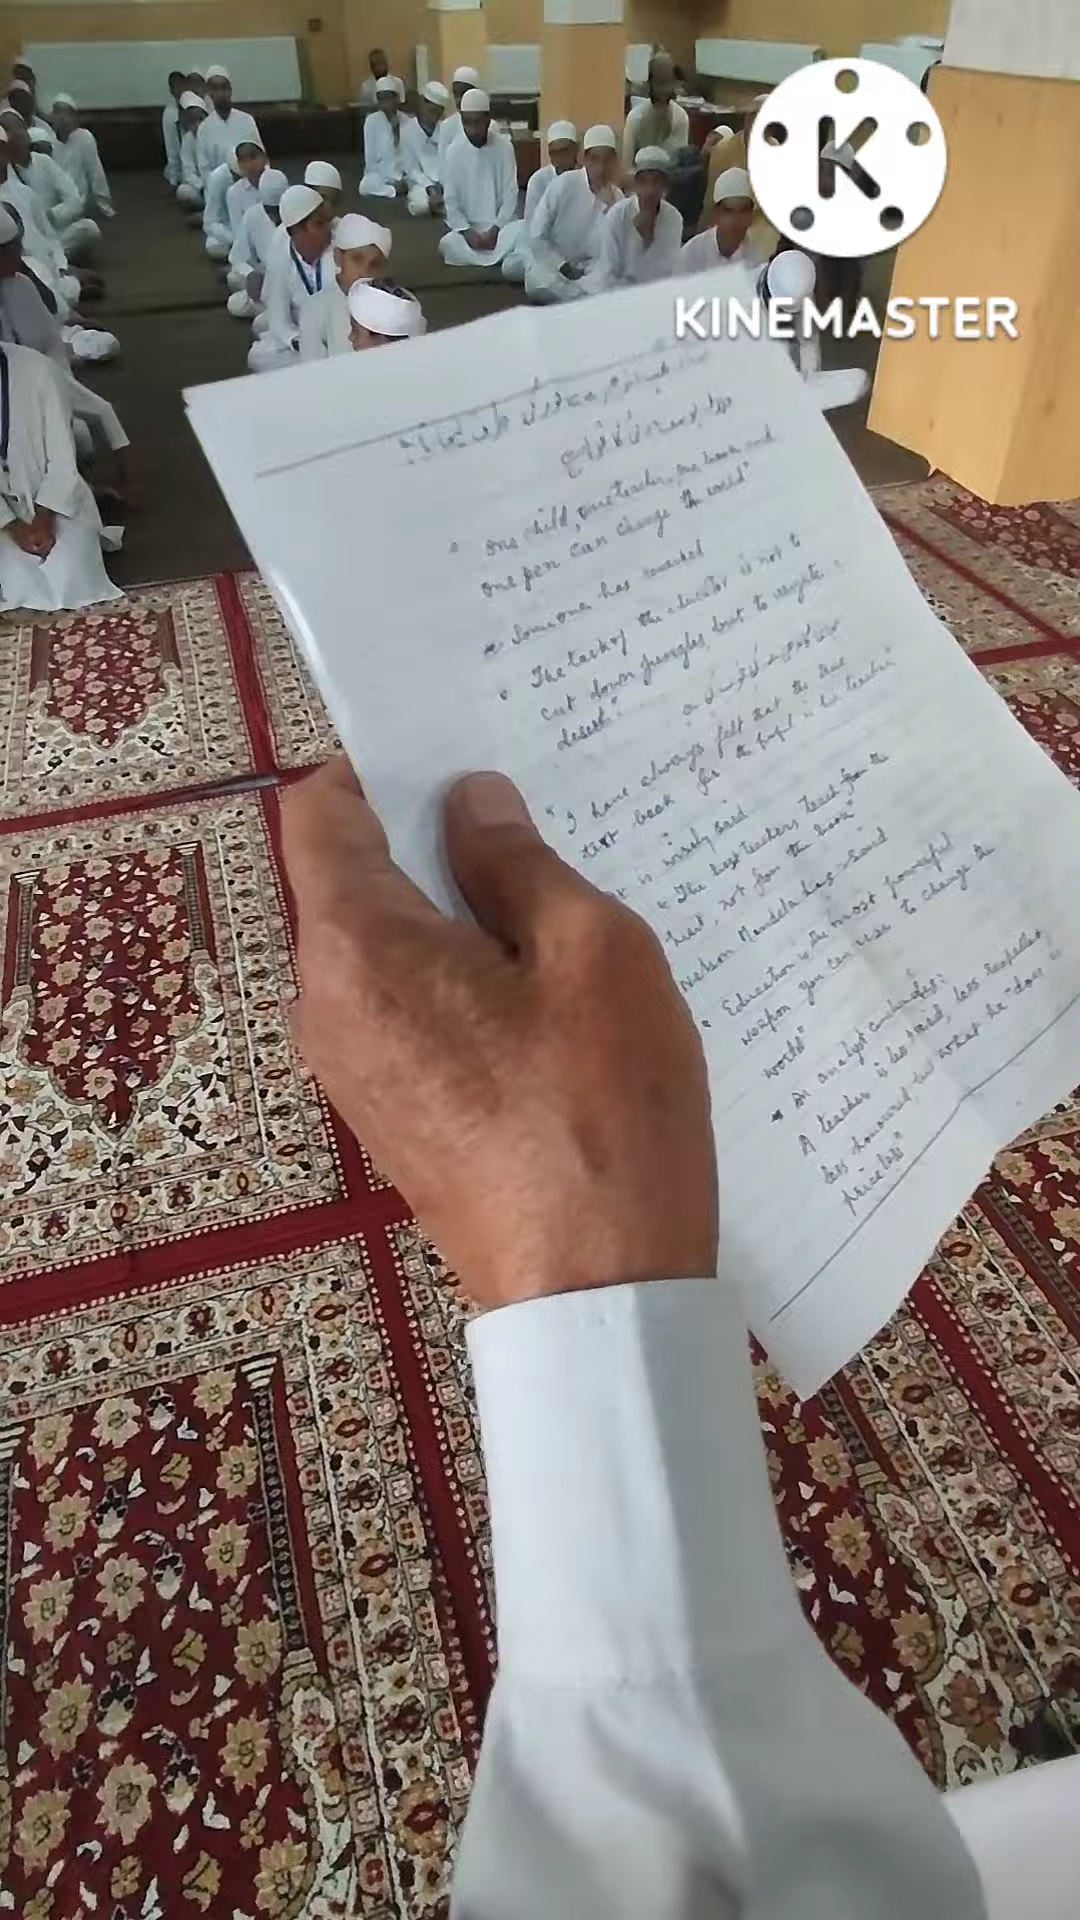 KINEMASTER
one child, one teacher, one book and
one pen can change the world"
Someone has remarked
The task of the educator is not to
cut down jungles but to irrigate
deserts".
"I have always felt that the true
text book for the pupil is his teacher"
It is wisely said
"The best teachers teach from the
heart, not from the book"
Nelson Mandela has said
Education is the most powerful
weapon you can use to change the
world"
An analyst concludes:
A teacher is less paid, less respected,
less honoured, but what he does is
priceless"